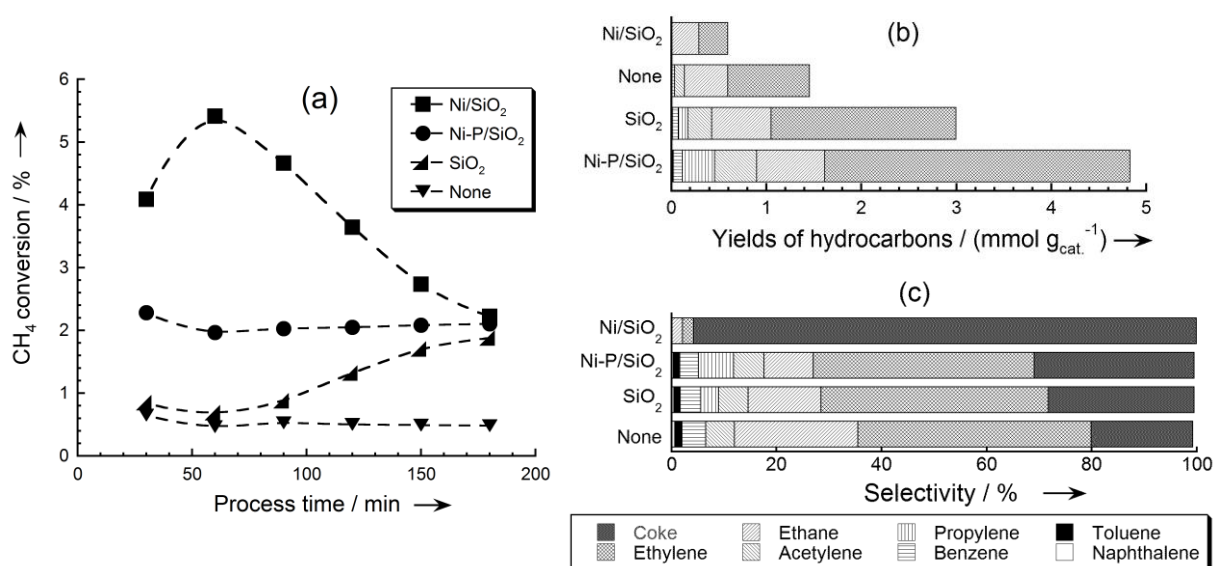 (a)
CH₄ conversion / % →
6
5
4
3
2
1
0
0 50 100 150 200
Process time / min →
Ni/SiO₂
Ni-P/SiO₂
SiO₂
None
(b)
Ni/SiO₂
None
SiO₂
Ni-P/SiO₂
0 1 2 3 4 5
Yields of hydrocarbons / (mmol g_cat.⁻¹) →
(c)
Ni/SiO₂
Ni-P/SiO₂
SiO₂
None
0 20 40 60 80 100
Selectivity / % →
Coke Ethane Propylene Toluene
Ethylene Acetylene Benzene Naphthalene